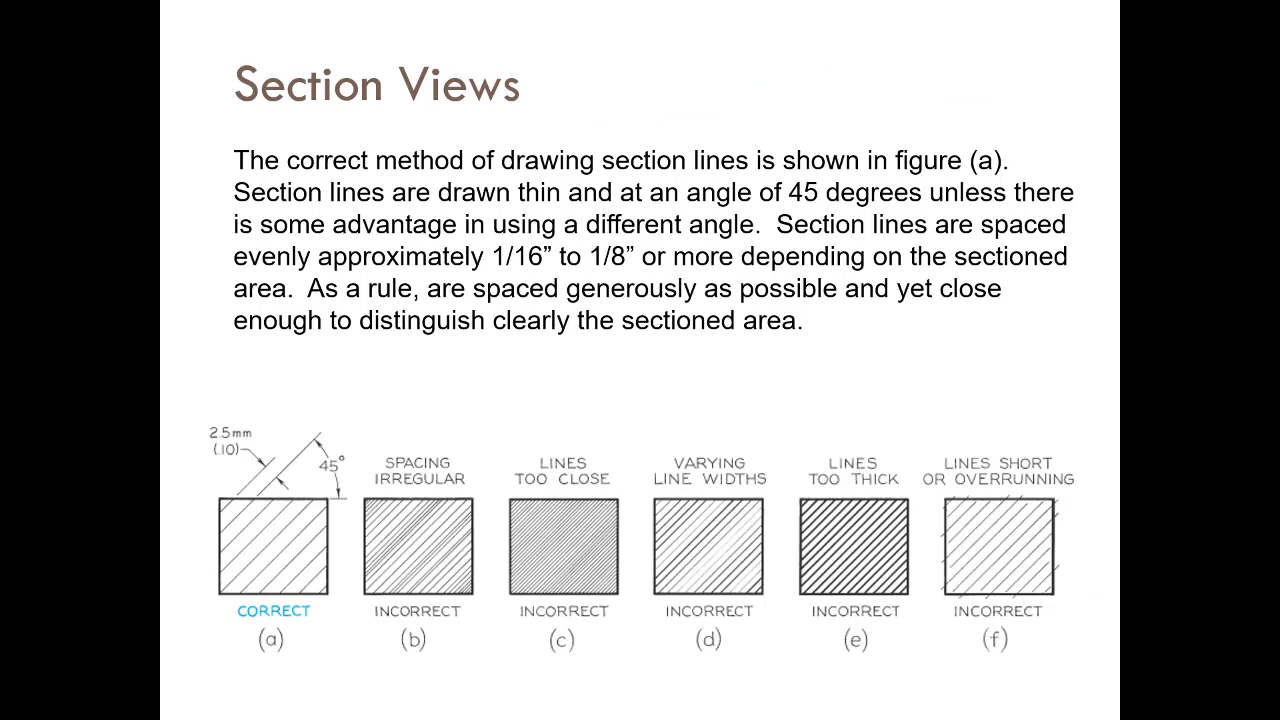 Section Views
The correct method of drawing section lines is shown in figure (a).
Section lines are drawn thin and at an angle of 45 degrees unless there
is some advantage in using a different angle.  Section lines are spaced
evenly approximately 1/16” to 1/8” or more depending on the sectioned
area.  As a rule, are spaced generously as possible and yet close
enough to distinguish clearly the sectioned area.
2.5mm
(.10)
45°
CORRECT
(a)
SPACING
IRREGULAR
INCORRECT
(b)
LINES
TOO CLOSE
INCORRECT
(c)
VARYING
LINE WIDTHS
INCORRECT
(d)
LINES
TOO THICK
INCORRECT
(e)
LINES SHORT
OR OVERRUNNING
INCORRECT
(f)